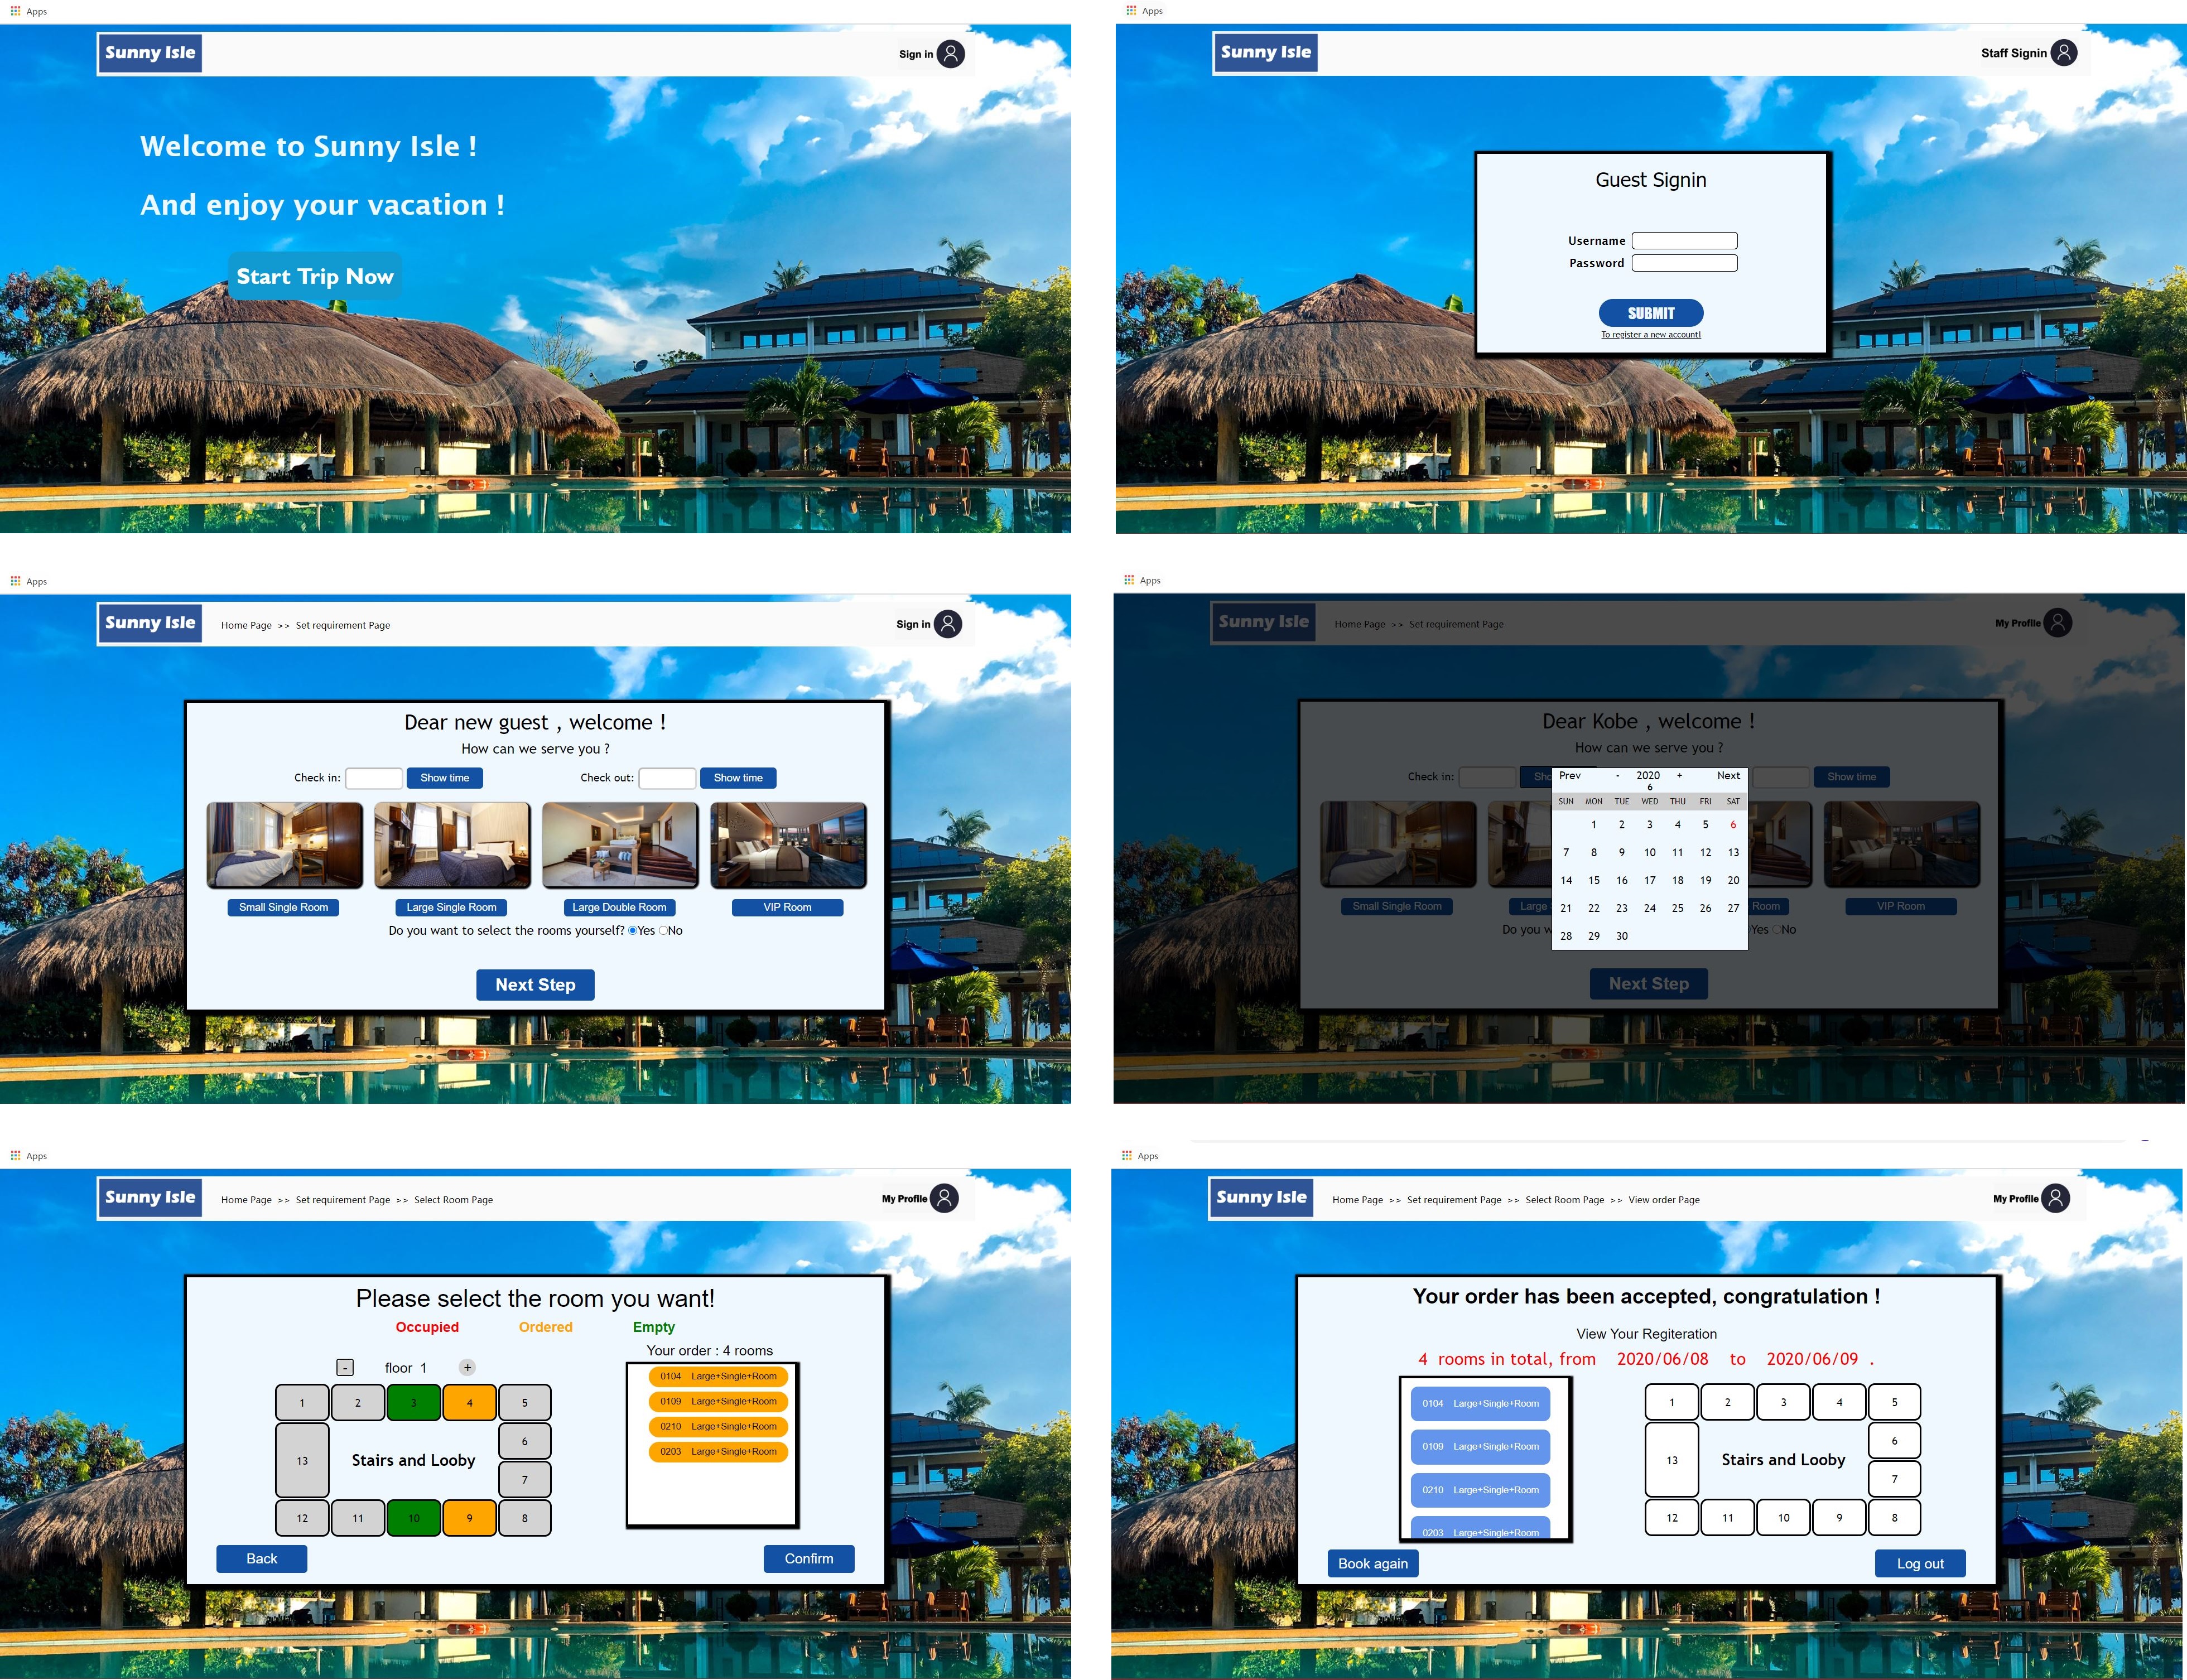 Apps
Sunny Isle
Sign in
Welcome to Sunny Isle !
And enjoy your vacation !
Start Trip Now
Apps
Sunny Isle
Staff Signin
Guest Signin
Username
Password
SUBMIT
To register a new account!
Apps
Sunny Isle
Home Page >> Set requirement Page
Sign in
Dear new guest , welcome !
How can we serve you ?
Check in: Show time Check out: Show time
Small Single Room Large Single Room Large Double Room VIP Room
Do you want to select the rooms yourself? Yes No
Next Step
Apps
Sunny Isle
Home Page >> Set requirement Page
My Profile
Dear Kobe , welcome !
How can we serve you ?
Check in: Sho Show time
Prev - 2020 + Next
6
SUN MON TUE WED THU FRI SAT
1 2 3 4 5 6
7 8 9 10 11 12 13
14 15 16 17 18 19 20
21 22 23 24 25 26 27
28 29 30
Small Single Room Large Room VIP Room
Do you w Yes No
Next Step
Apps
Sunny Isle
Home Page >> Set requirement Page >> Select Room Page
My Profile
Please select the room you want!
Occupied Ordered Empty
Your order : 4 rooms
- floor 1 +
1 2 3 4 5
6
13 Stairs and Looby
7
12 11 10 9 8
0104 Large+Single+Room
0109 Large+Single+Room
0210 Large+Single+Room
0203 Large+Single+Room
Back
Confirm
Apps
Sunny Isle
Home Page >> Set requirement Page >> Select Room Page >> View order Page
My Profile
Your order has been accepted, congratulation !
View Your Regiteration
4 rooms in total, from 2020/06/08 to 2020/06/09 .
0104 Large+Single+Room
0109 Large+Single+Room
0210 Large+Single+Room
0203 Large+Single+Room
1 2 3 4 5
6
13 Stairs and Looby
7
12 11 10 9 8
Book again
Log out